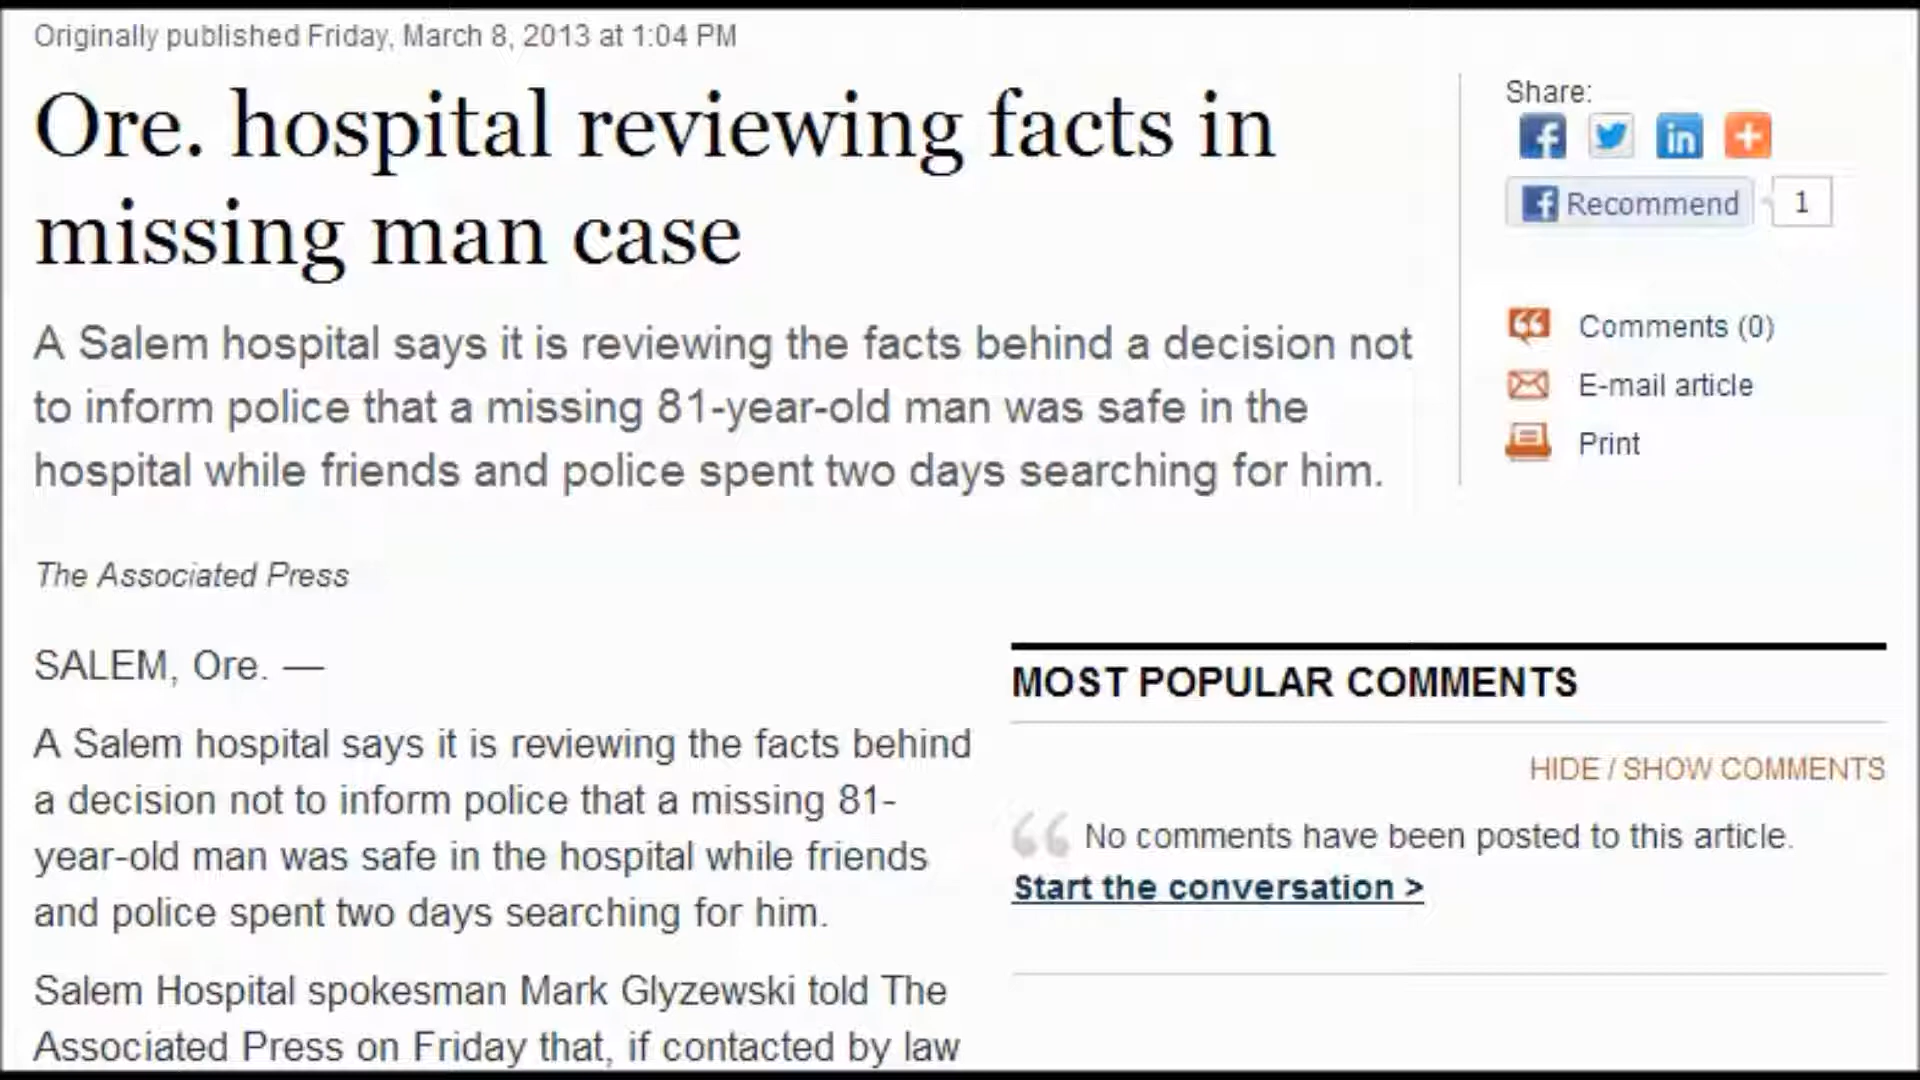 Originally published Friday, March 8, 2013 at 1:04 PM
Ore. hospital reviewing facts in
missing man case
A Salem hospital says it is reviewing the facts behind a decision not
to inform police that a missing 81-year-old man was safe in the
hospital while friends and police spent two days searching for him.
The Associated Press
SALEM, Ore. —
A Salem hospital says it is reviewing the facts behind
a decision not to inform police that a missing 81-
year-old man was safe in the hospital while friends
and police spent two days searching for him.
Salem Hospital spokesman Mark Glyzewski told The
Associated Press on Friday that, if contacted by law
Share:
Recommend 1
Comments (0)
E-mail article
Print
MOST POPULAR COMMENTS
HIDE / SHOW COMMENTS
No comments have been posted to this article.
Start the conversation >